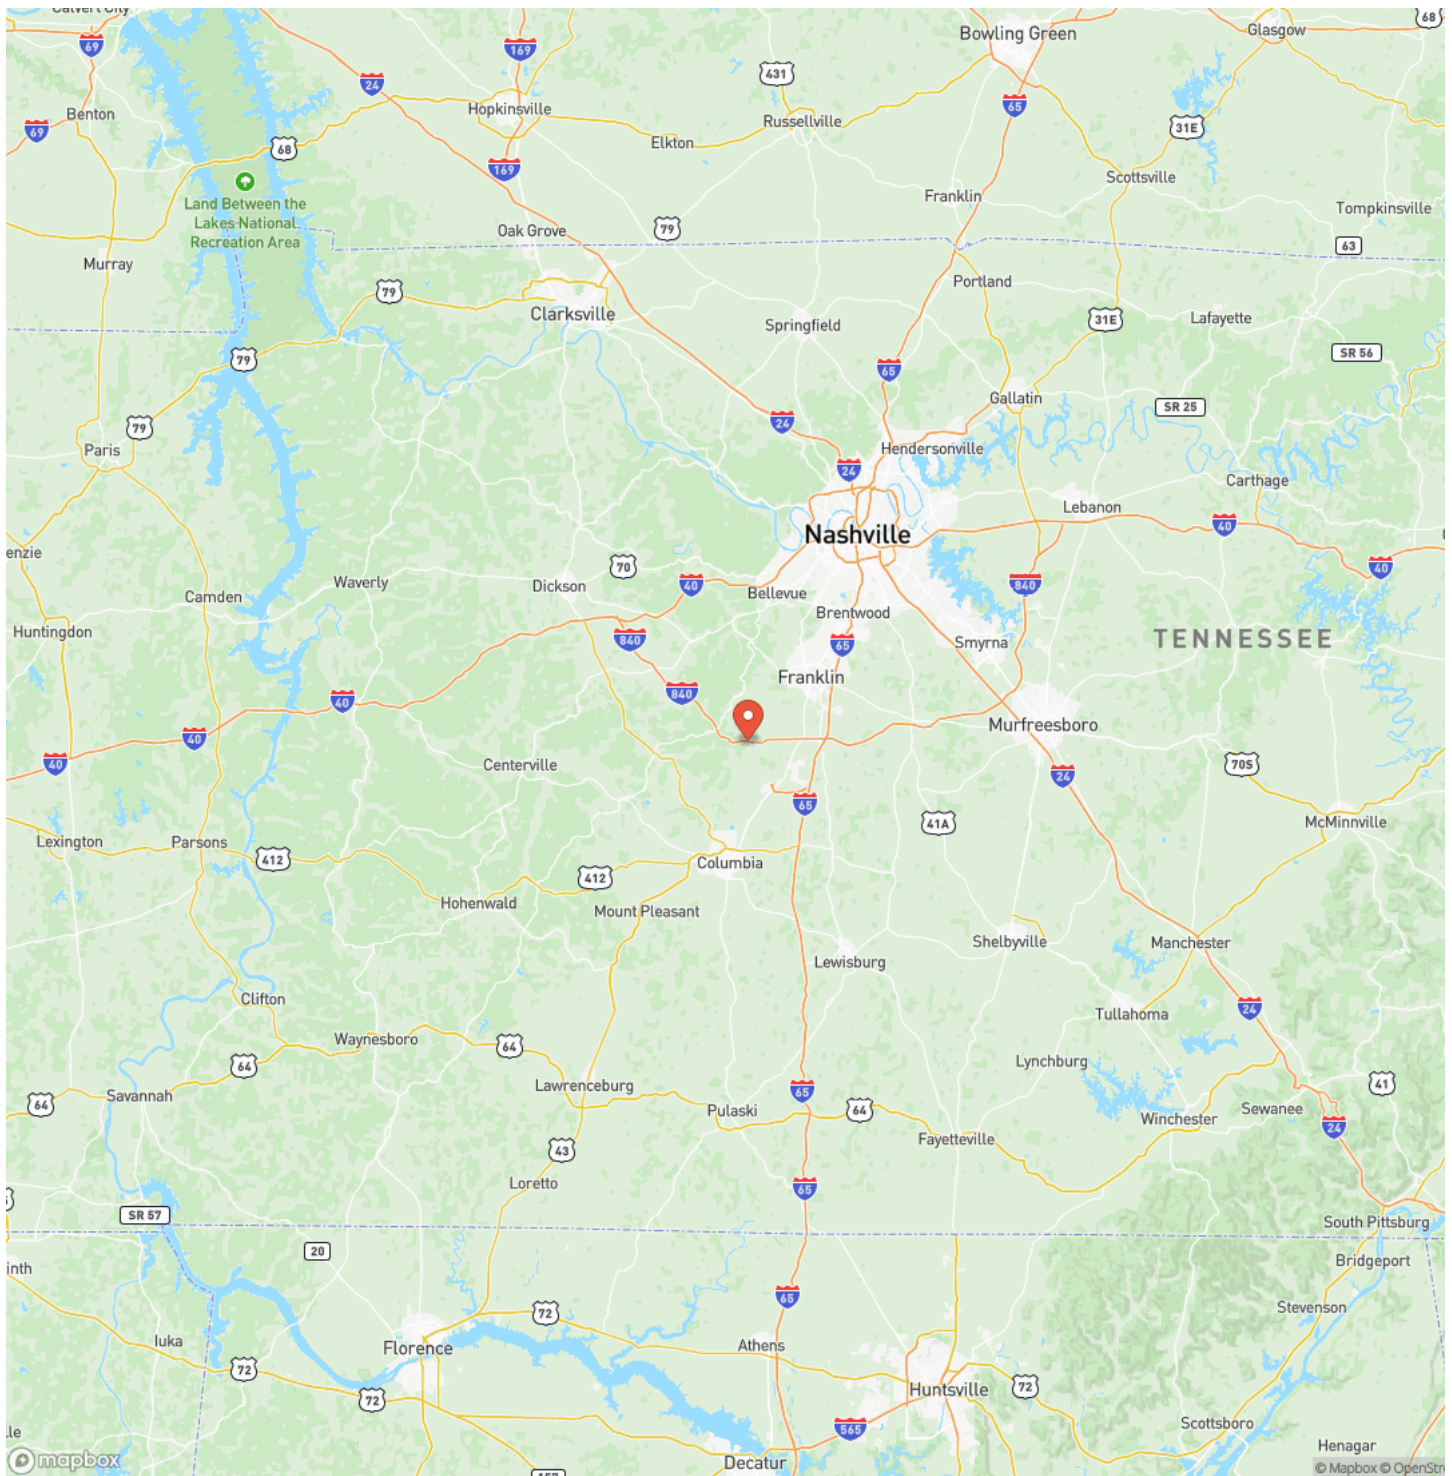 Calvert City
Bowling Green
68
Glasgow
69
169
24
431
Benton
Hopkinsville
65
69
Russellville
31E
68
Elkton
169
Scottsville
Land Between the
Lakes National
Recreation Area
Franklin
Tompkinsville
Oak Grove
79
63
Murray
Portland
79
Clarksville
Springfield
31E
Lafayette
79
65
SR 56
Gallatin
SR 25
79
24
Paris
Hendersonville
24
Carthage
Lebanon
40
Nashville
enzie
70
40
Waverly
Dickson
40
840
Camden
Bellevue
Brentwood
Huntingdon
840
65
Smyrna
TENNESSEE
Franklin
840
40
Murfreesboro
40
40
Centerville
70S
24
65
41A
McMinnville
Lexington
Parsons
412
Columbia
412
Hohenwald
Mount Pleasant
Shelbyville
Manchester
Lewisburg
Clifton
24
Tullahoma
Waynesboro
64
64
Lynchburg
Savannah
Lawrenceburg
65
41
64
Pulaski
64
Sewanee
Winchester
24
43
Fayetteville
Loretto
65
SR 57
South Pittsburg
20
Bridgeport
inth
65
Stevenson
72
Iuka
Florence
Athens
72
Huntsville
72
72
565
Scottsboro
lle
Henagar
Decatur
mapbox
157
© Mapbox © OpenStr